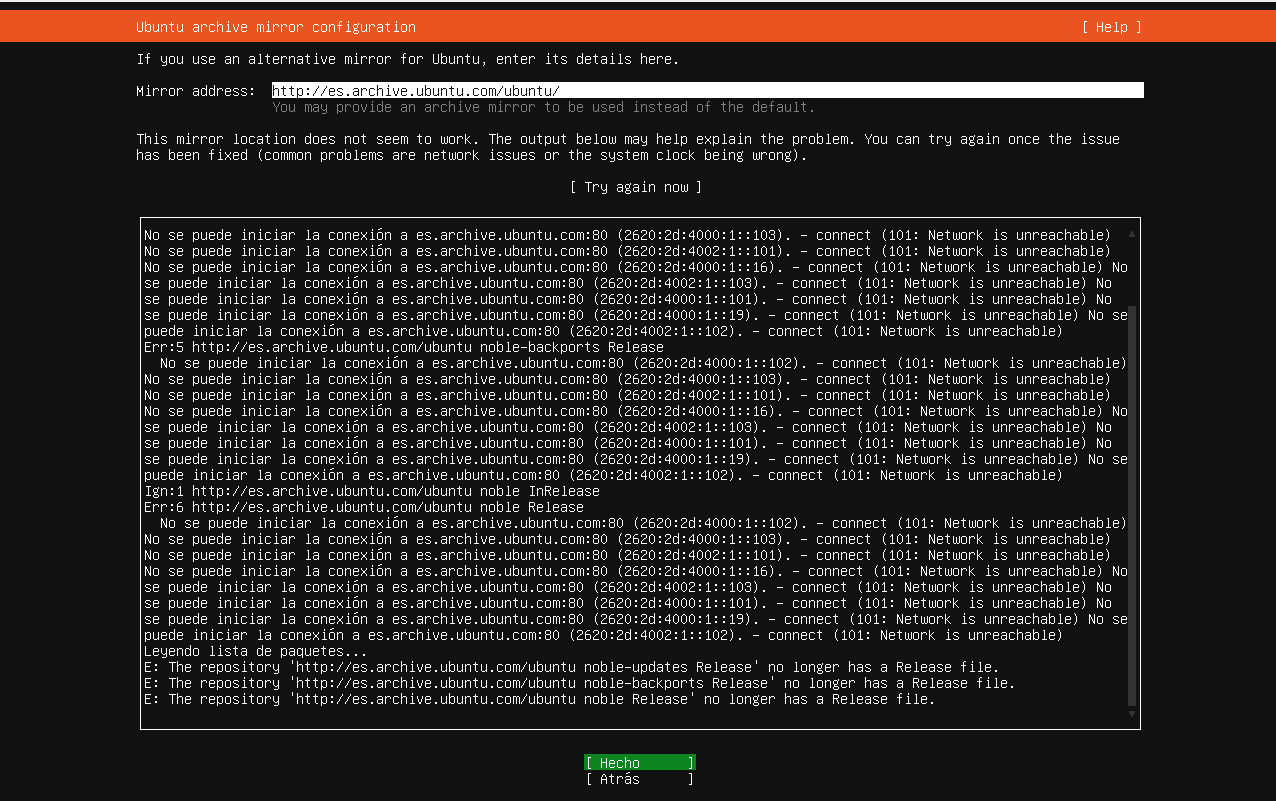 Ubuntu archive mirror configuration [ Help ]
If you use an alternative mirror for Ubuntu, enter its details here.
Mirror address: http://es.archive.ubuntu.com/ubuntu/
You may provide an archive mirror to be used instead of the default.
This mirror location does not seem to work. The output below may help explain the problem. You can try again once the issue
has been fixed (common problems are network issues or the system clock being wrong).
[ Try again now ]
No se puede iniciar la conexión a es.archive.ubuntu.com:80 (2620:2d:4000:1::103). - connect (101: Network is unreachable)
No se puede iniciar la conexión a es.archive.ubuntu.com:80 (2620:2d:4002:1::101). - connect (101: Network is unreachable)
No se puede iniciar la conexión a es.archive.ubuntu.com:80 (2620:2d:4000:1::16). - connect (101: Network is unreachable) No
se puede iniciar la conexión a es.archive.ubuntu.com:80 (2620:2d:4002:1::103). - connect (101: Network is unreachable) No
se puede iniciar la conexión a es.archive.ubuntu.com:80 (2620:2d:4000:1::101). - connect (101: Network is unreachable) No
se puede iniciar la conexión a es.archive.ubuntu.com:80 (2620:2d:4000:1::19). - connect (101: Network is unreachable) No se
puede iniciar la conexión a es.archive.ubuntu.com:80 (2620:2d:4002:1::102). - connect (101: Network is unreachable)
Err:5 http://es.archive.ubuntu.com/ubuntu noble-backports Release
No se puede iniciar la conexión a es.archive.ubuntu.com:80 (2620:2d:4000:1::102). - connect (101: Network is unreachable)
No se puede iniciar la conexión a es.archive.ubuntu.com:80 (2620:2d:4000:1::103). - connect (101: Network is unreachable)
No se puede iniciar la conexión a es.archive.ubuntu.com:80 (2620:2d:4002:1::101). - connect (101: Network is unreachable)
No se puede iniciar la conexión a es.archive.ubuntu.com:80 (2620:2d:4000:1::16). - connect (101: Network is unreachable) No
se puede iniciar la conexión a es.archive.ubuntu.com:80 (2620:2d:4002:1::103). - connect (101: Network is unreachable) No
se puede iniciar la conexión a es.archive.ubuntu.com:80 (2620:2d:4000:1::101). - connect (101: Network is unreachable) No
se puede iniciar la conexión a es.archive.ubuntu.com:80 (2620:2d:4000:1::19). - connect (101: Network is unreachable) No se
puede iniciar la conexión a es.archive.ubuntu.com:80 (2620:2d:4002:1::102). - connect (101: Network is unreachable)
Ign:1 http://es.archive.ubuntu.com/ubuntu noble InRelease
Err:6 http://es.archive.ubuntu.com/ubuntu noble Release
No se puede iniciar la conexión a es.archive.ubuntu.com:80 (2620:2d:4000:1::102). - connect (101: Network is unreachable)
No se puede iniciar la conexión a es.archive.ubuntu.com:80 (2620:2d:4000:1::103). - connect (101: Network is unreachable)
No se puede iniciar la conexión a es.archive.ubuntu.com:80 (2620:2d:4002:1::101). - connect (101: Network is unreachable)
No se puede iniciar la conexión a es.archive.ubuntu.com:80 (2620:2d:4000:1::16). - connect (101: Network is unreachable) No
se puede iniciar la conexión a es.archive.ubuntu.com:80 (2620:2d:4002:1::103). - connect (101: Network is unreachable) No
se puede iniciar la conexión a es.archive.ubuntu.com:80 (2620:2d:4000:1::101). - connect (101: Network is unreachable) No
se puede iniciar la conexión a es.archive.ubuntu.com:80 (2620:2d:4000:1::19). - connect (101: Network is unreachable) No se
puede iniciar la conexión a es.archive.ubuntu.com:80 (2620:2d:4002:1::102). - connect (101: Network is unreachable)
Leyendo lista de paquetes...
E: The repository 'http://es.archive.ubuntu.com/ubuntu noble-updates Release' no longer has a Release file.
E: The repository 'http://es.archive.ubuntu.com/ubuntu noble-backports Release' no longer has a Release file.
E: The repository 'http://es.archive.ubuntu.com/ubuntu noble Release' no longer has a Release file.
[ Hecho ]
[ Atrás ]